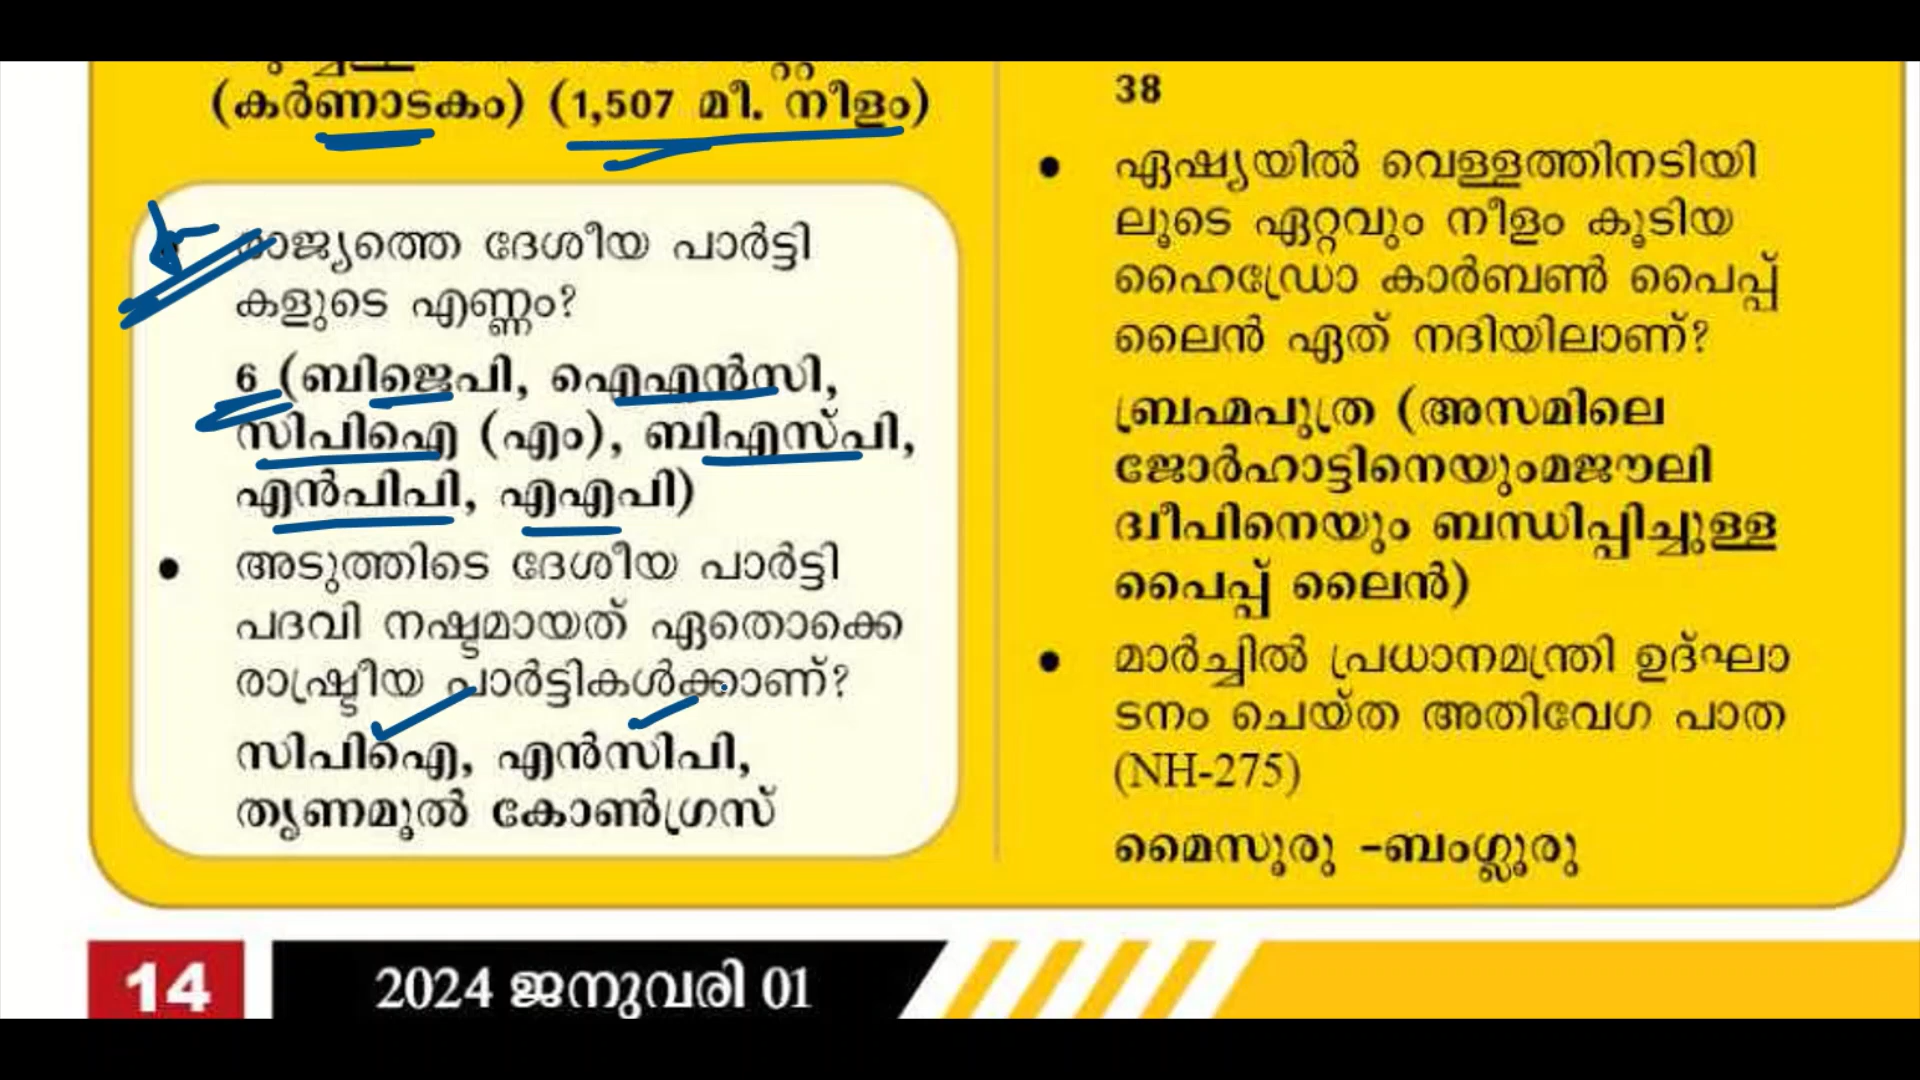 (കർണാടകം) (1,507 മീ. നീളം)
രാജ്യത്തെ ദേശീയ പാർട്ടി
കളുടെ എണ്ണം?
6 (ബിജെപി, ഐഎൻസി,
സിപിഐ (എം), ബിഎസ്പി,
എൻപിപി, എഎപി)
• അടുത്തിടെ ദേശീയ പാർട്ടി
പദവി നഷ്ടമായത് ഏതൊക്കെ
രാഷ്ട്രീയ പാർട്ടികൾക്കാണ്?
സിപിഐ, എൻസിപി,
തൃണമൂൽ കോൺഗ്രസ്
38
• ഏഷ്യയിൽ വെള്ളത്തിനടിയി
ലൂടെ ഏറ്റവും നീളം കൂടിയ
ഹൈഡ്രോ കാർബൺ പൈപ്പ്
ലൈൻ ഏത് നദിയിലാണ്?
ബ്രഹ്മപുത്ര (അസമിലെ
ജോർഹാട്ടിനെയുംമജൗലി
ദ്വീപിനെയും ബന്ധിപ്പിച്ചുള്ള
പൈപ്പ് ലൈൻ)
• മാർച്ചിൽ പ്രധാനമന്ത്രി ഉദ്ഘാ
ടനം ചെയ്ത അതിവേഗ പാത
(NH-275)
മൈസൂരു -ബംഗ്ലൂരു
14 2024 ജനുവരി 01